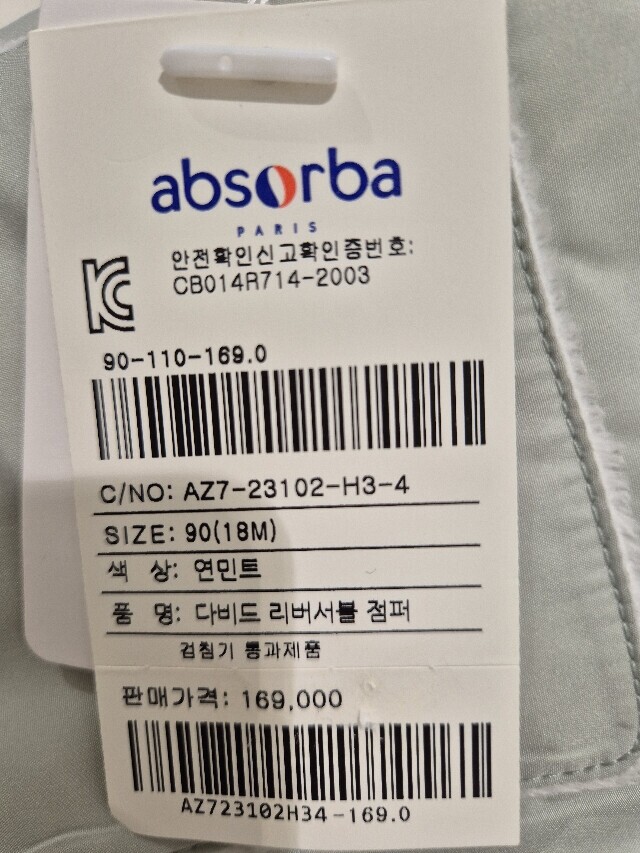 absorba
PARIS
안전확인신고확인증번호:
CB014R714-2003
90-110-169.0
C/NO: AZ7-23102-H3-4
SIZE: 90(18M)
색 상: 연민트
품 명: 다비드 리버서블 점퍼
검침기 통과제품
판매가격: 169,000
AZ723102H34-169.0